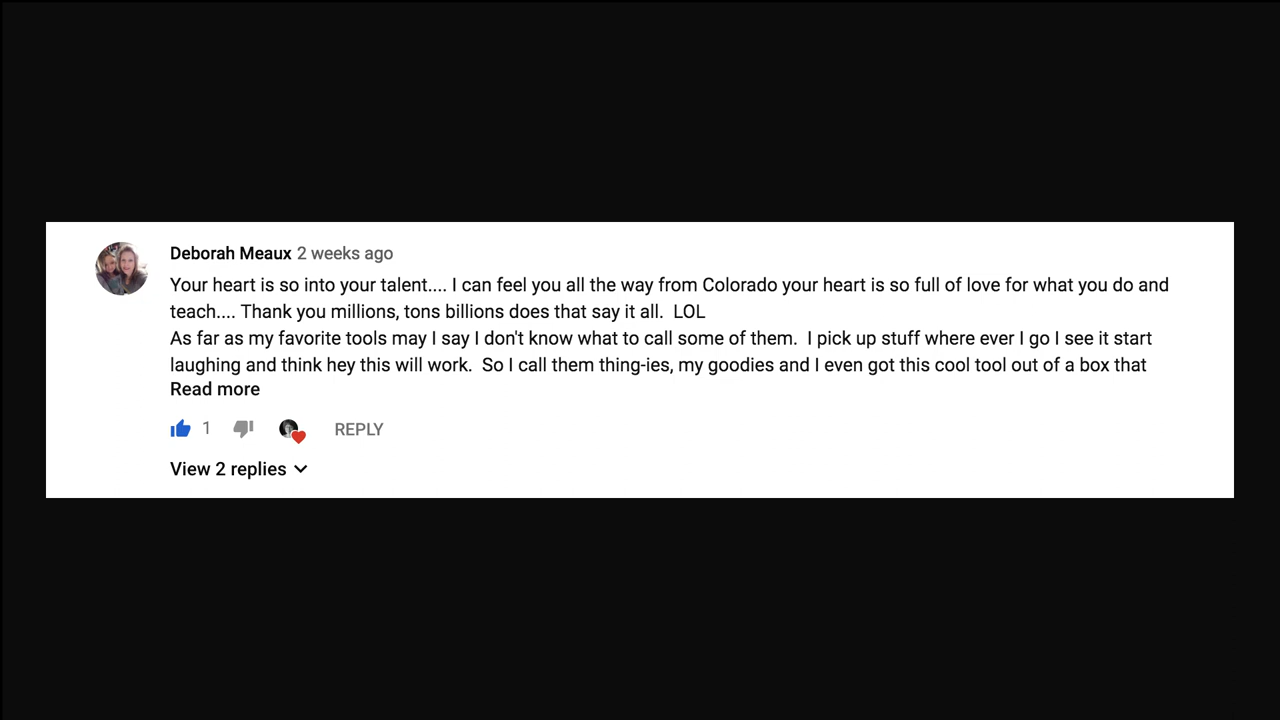 Deborah Meaux 2 weeks ago
Your heart is so into your talent.... I can feel you all the way from Colorado your heart is so full of love for what you do and
teach.... Thank you millions, tons billions does that say it all.  LOL
As far as my favorite tools may I say I don't know what to call some of them.  I pick up stuff where ever I go I see it start
laughing and think hey this will work.  So I call them thing-ies, my goodies and I even got this cool tool out of a box that
Read more
1 REPLY
View 2 replies